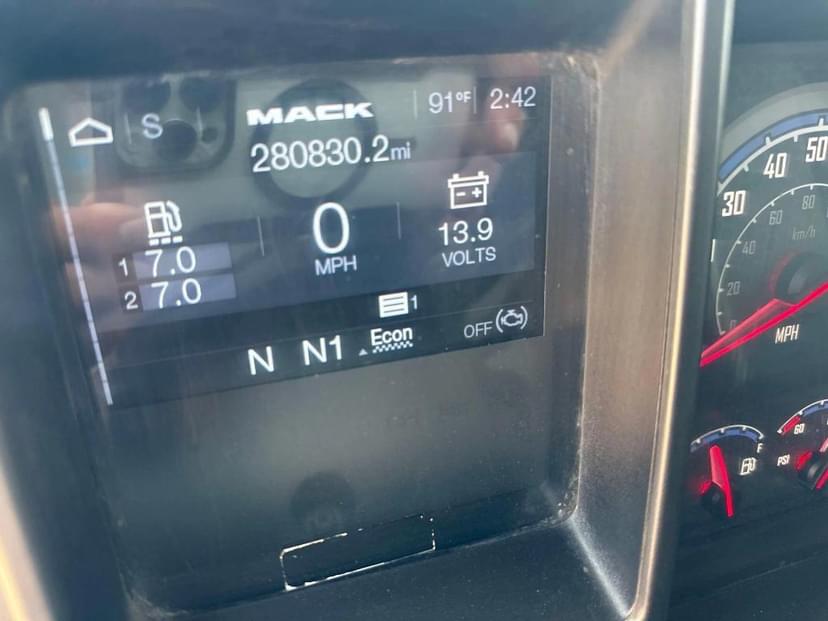 S
MACK
91°F
2:42
280830.2mi
1 7.0
2 7.0
0
MPH
13.9
VOLTS
1
N
N1
Econ
OFF
30
40
50
20
40
60
80
km/h
0
MPH
F
60
PSI